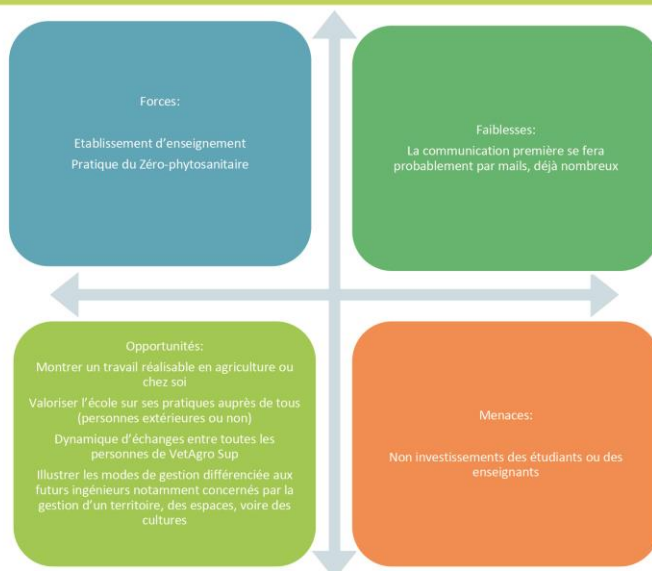 Forces:
Etablissement d'enseignement
Pratique du Zéro-phytosanitaire
Faiblesses:
La communication première se fera
probablement par mails, déjà nombreux
Opportunités:
Montrer un travail réalisable en agriculture ou
chez soi
Valoriser l'école sur ses pratiques auprès de tous
(personnes extérieures ou non)
Dynamique d'échanges entre toutes les
personnes de VetAgro Sup
Illustrer les modes de gestion différenciée aux
futurs ingénieurs notamment concernés par la
gestion d'un territoire, des espaces, voire des
cultures
Menaces:
Non investissements des étudiants ou des
enseignants